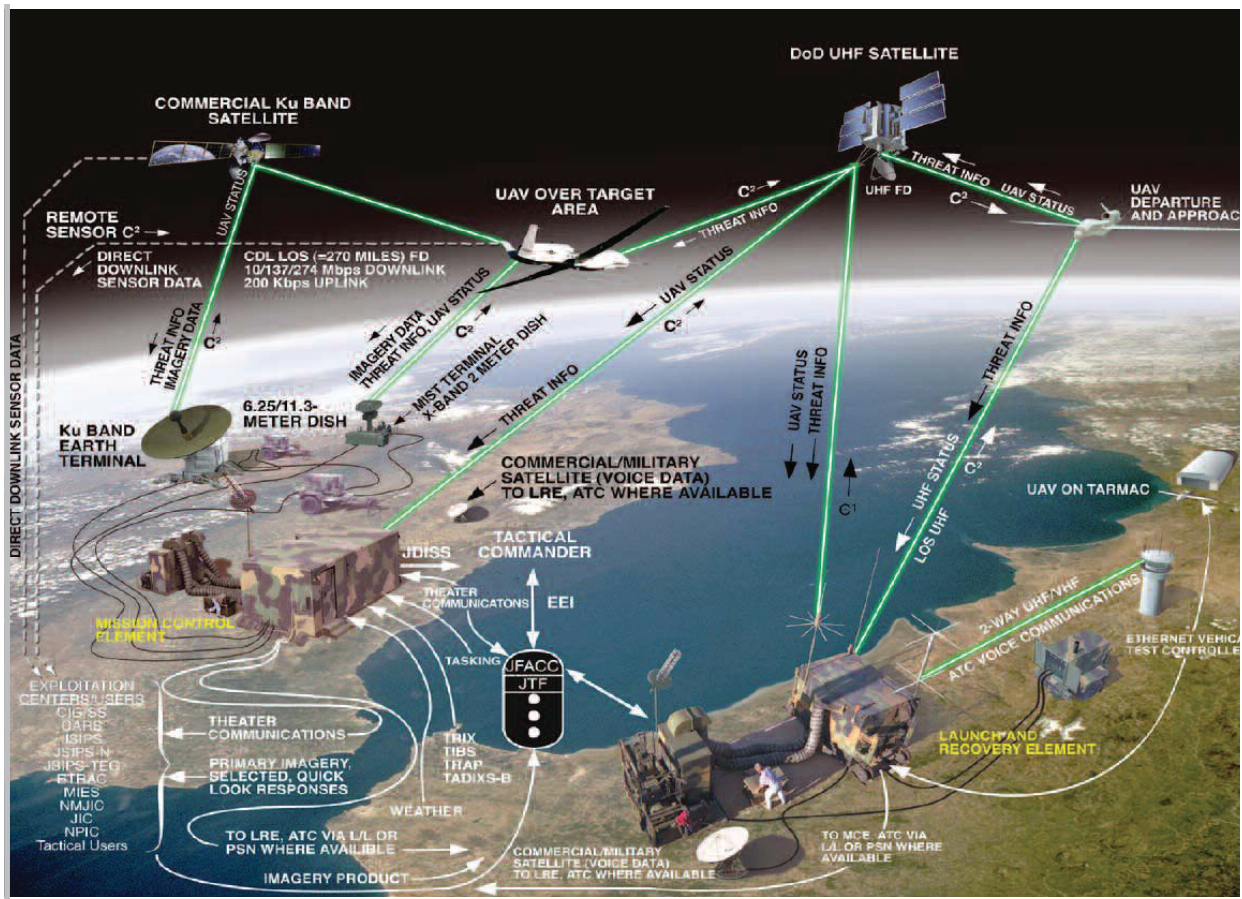 DoD UHF SATELLITE
COMMERCIAL Ku BAND
SATELLITE
UAV STATUS
UAV OVER TARGET
AREA
C²
THREAT INFO
UHF FD
THREAT INFO
UAV STATUS
C²
UAV
DEPARTURE
AND APPROAC
REMOTE
SENSOR C²
DIRECT
DOWNLINK
SENSOR DATA
CDL LOS (=270 MILES) FD
10/137/274 Mbps DOWNLINK
200 Kbps UPLINK
THREAT INFO
IMAGERY DATA
C²
IMAGERY DATA
THREAT INFO, UAV STATUS
C²
MIST TERMINAL
X-BAND 2 METER DISH
UAV STATUS
C²
THREAT INFO
UAV STATUS
THREAT INFO
C¹
THREAT INFO
C²
UHF STATUS
LOS UHF
DIRECT DOWNLINK SENSOR DATA
6.25/11.3-
METER DISH
Ku BAND
EARTH
TERMINAL
COMMERCIAL/MILITARY
SATELLITE (VOICE DATA)
TO LRE, ATC WHERE AVAILABLE
UAV ON TARMAC
JDISS
TACTICAL
COMMANDER
THEATER
COMMUNICATONS
EEI
MISSION CONTROL
ELEMENT
TASKING
JFACC
JTF
2-WAY UHF/VHF
ATC VOICE COMMUNICATIONS
ETHERNET VEHICA
TEST CONTROLLE
LAUNCH AND
RECOVERY ELEMENT
EXPLOITATION
CENTERS/USERS
CIG/SS
DARB
ISIPS
JSIPS-N
JSIPS-TEG
ETRAC
MIES
NMJIC
JIC
NPIC
Tactical Users
THEATER
COMMUNICATIONS
PRIMARY IMAGERY,
SELECTED, QUICK
LOOK RESPONSES
TRIX
TIBS
TRAP
TADIXS-B
WEATHER
TO LRE, ATC VIA L/L OR
PSN WHERE AVAILIBLE
IMAGERY PRODUCT
COMMERCIAL/MILITARY
SATELLITE (VOICE DATA)
TO LRE, ATC WHERE AVAILABLE
TO MCE, ATC VIA
L/L OR PSN WHERE
AVAILABLE